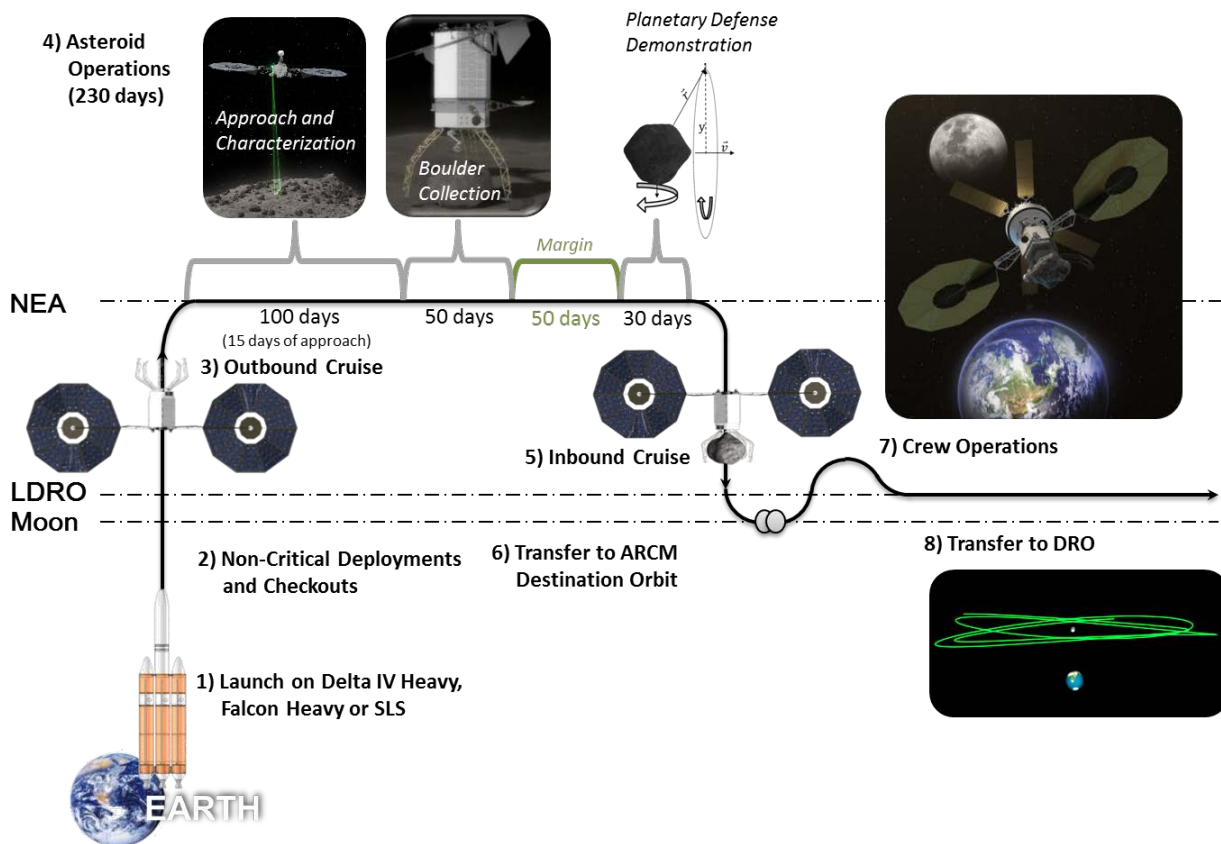 4) Asteroid
Operations
(230 days)
Approach and
Characterization
Boulder
Collection
Planetary Defense
Demonstration
r⃗
y
v⃗
Margin
NEA
100 days
50 days
50 days
30 days
(15 days of approach)
3) Outbound Cruise
5) Inbound Cruise
7) Crew Operations
LDRO
Moon
2) Non-Critical Deployments
and Checkouts
6) Transfer to ARCM
Destination Orbit
8) Transfer to DRO
1) Launch on Delta IV Heavy,
Falcon Heavy or SLS
EARTH